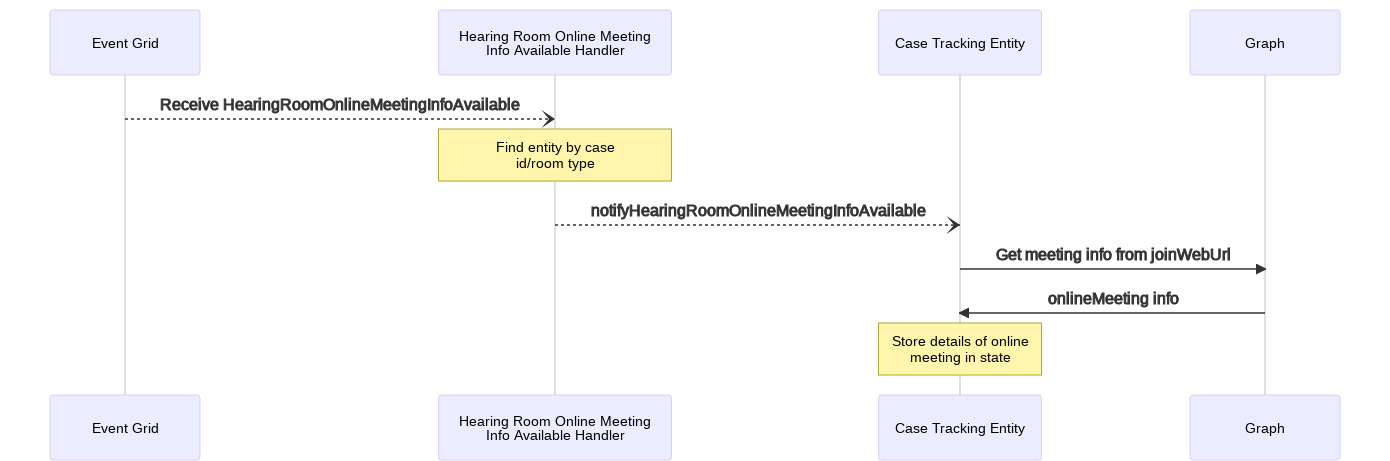 Event Grid
Hearing Room Online Meeting
Info Available Handler
Case Tracking Entity
Graph
Receive HearingRoomOnlineMeetingInfoAvailable
Find entity by case
id/room type
notifyHearingRoomOnlineMeetingInfoAvailable
Get meeting info from joinWebUrl
onlineMeeting info
Store details of online
meeting in state
Event Grid
Hearing Room Online Meeting
Info Available Handler
Case Tracking Entity
Graph